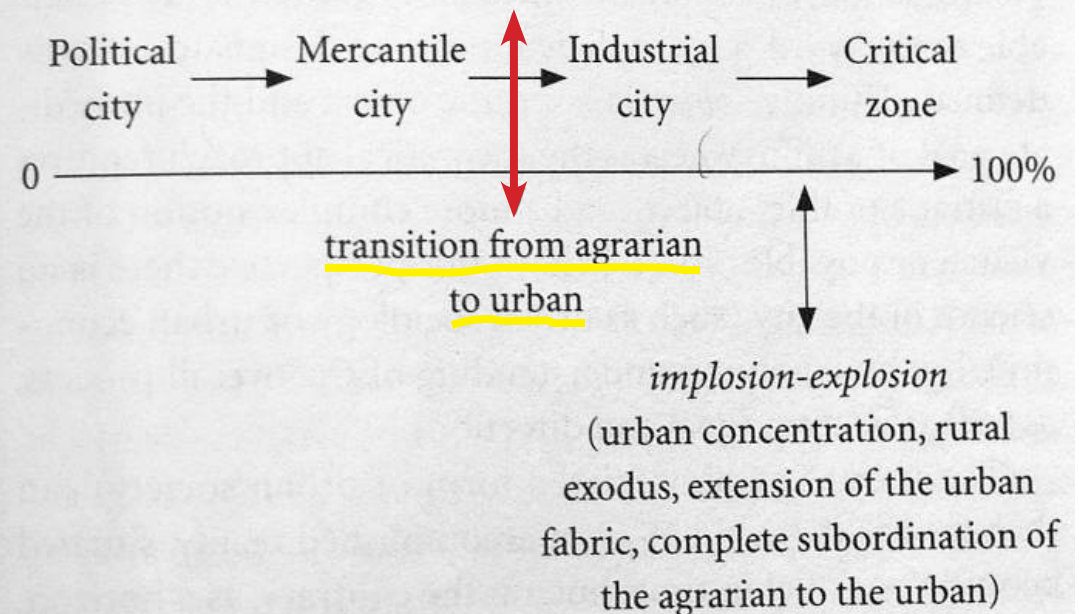 Political Mercantile Industrial Critical
city city city zone
0 100%
transition from agrarian
to urban
implosion-explosion
(urban concentration, rural
exodus, extension of the urban
fabric, complete subordination of
the agrarian to the urban)